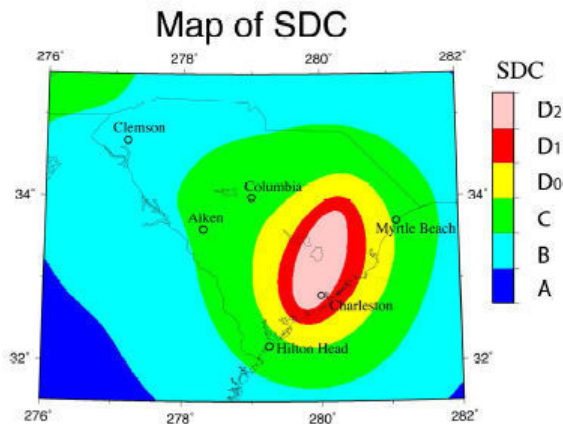 Map of SDC
276° 278° 280° 282°
SDC
D2
D1
D0
C
B
A
Clemson
34° 34°
Columbia
Aiken
Myrtle Beach
Charleston
Hilton Head
32° 32°
276° 278° 280° 282°